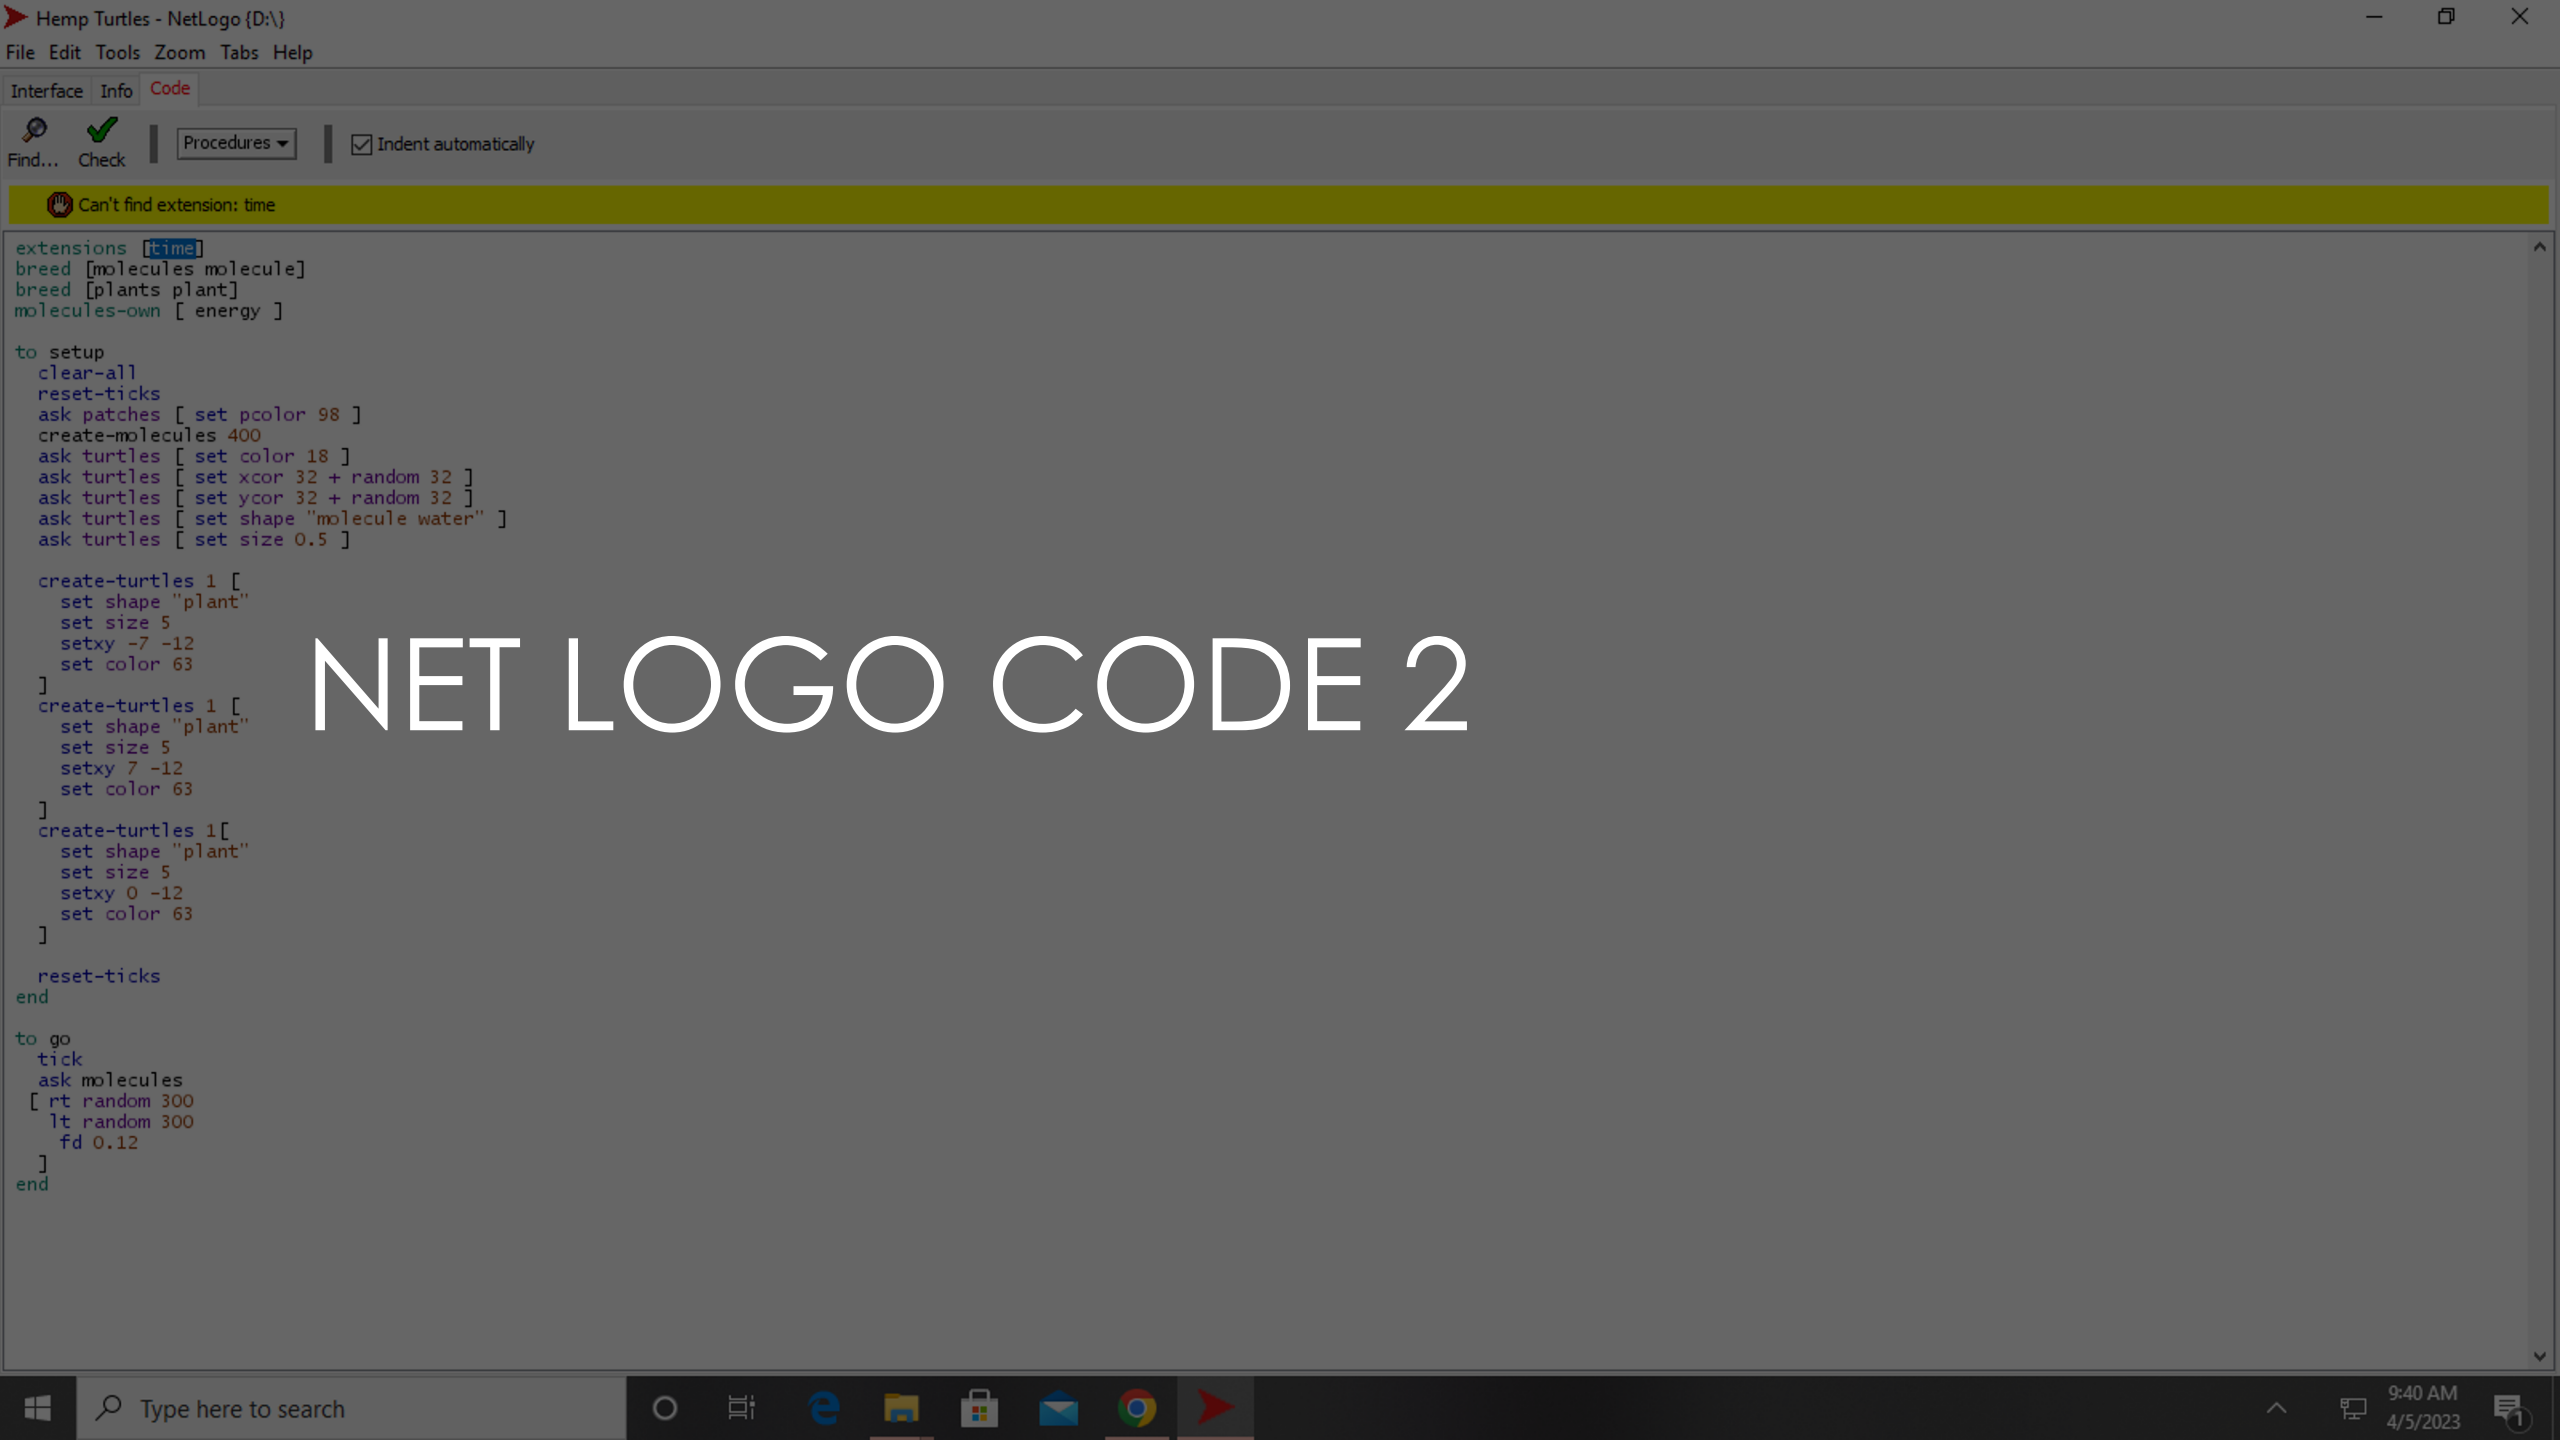 Hemp Turtles - NetLogo {D:\}
File Edit Tools Zoom Tabs Help
Interface Info Code
Find... Check Procedures Indent automatically
Can't find extension: time
extensions [time]
breed [molecules molecule]
breed [plants plant]
molecules-own [ energy ]
to setup
clear-all
reset-ticks
ask patches [ set pcolor 98 ]
create-molecules 400
ask turtles [ set color 18 ]
ask turtles [ set xcor 32 + random 32 ]
ask turtles [ set ycor 32 + random 32 ]
ask turtles [ set shape "molecule water" ]
ask turtles [ set size 0.5 ]
create-turtles 1 [
set shape "plant"
set size 5
setxy -7 -12
set color 63
]
NET LOGO CODE 2
create-turtles 1 [
set shape "plant"
set size 5
setxy 7 -12
set color 63
]
create-turtles 1[
set shape "plant"
set size 5
setxy 0 -12
set color 63
]
reset-ticks
end
to go
tick
ask molecules
[ rt random 300
lt random 300
fd 0.12
]
end
Type here to search
9:40 AM
4/5/2023
1